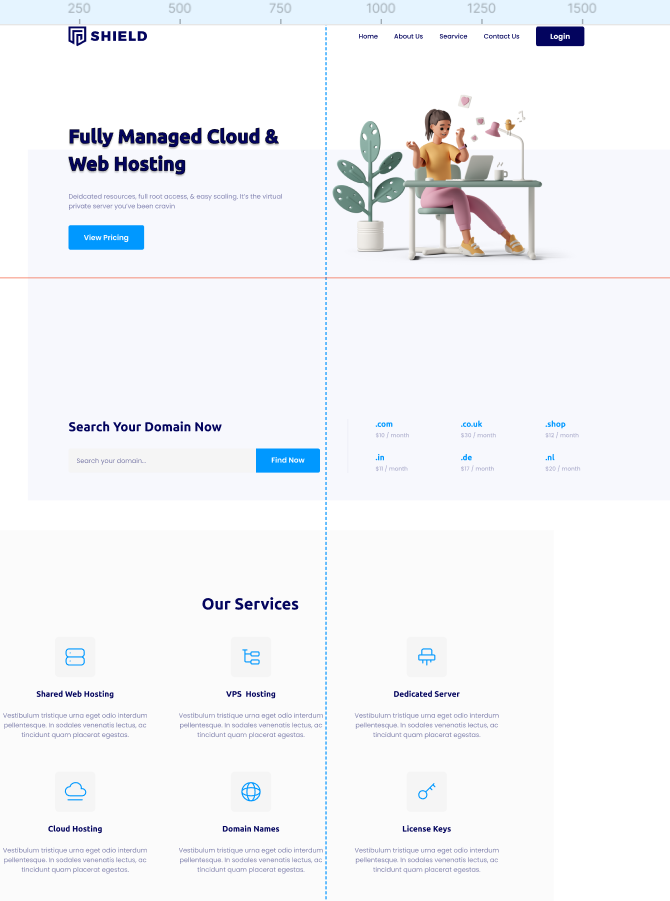 250 500 750 1000 1250 1500
SHIELD
Home About Us Searvice Contact Us Login
Fully Managed Cloud &
Web Hosting
Deldcated resources, full root access, & easy scaling. It's the virtual
private server you've been cravin
View Pricing
Search Your Domain Now
Search your domain... Find Now
.com .co.uk .shop
$10 / month $10 / month $12 / month
.in .de .nl
$11 / month $17 / month $20 / month
Our Services
Shared Web Hosting VPS Hosting Dedicated Server
Vestibulum tristique urna eget odio interdum Vestibulum tristique urna eget odio interdum Vestibulum tristique urna eget odio interdum
pellentesque. In sodales venenatis lectus, ac pellentesque. In sodales venenatis lectus, ac pellentesque. In sodales venenatis lectus, ac
tincidunt quam placerat egestas. tincidunt quam placerat egestas. tincidunt quam placerat egestas.
Cloud Hosting Domain Names License Keys
Vestibulum tristique urna eget odio interdum Vestibulum tristique urna eget odio interdum Vestibulum tristique urna eget odio interdum
pellentesque. In sodales venenatis lectus, ac pellentesque. In sodales venenatis lectus, ac pellentesque. In sodales venenatis lectus, ac
tincidunt quam placerat egestas. tincidunt quam placerat egestas. tincidunt quam placerat egestas.